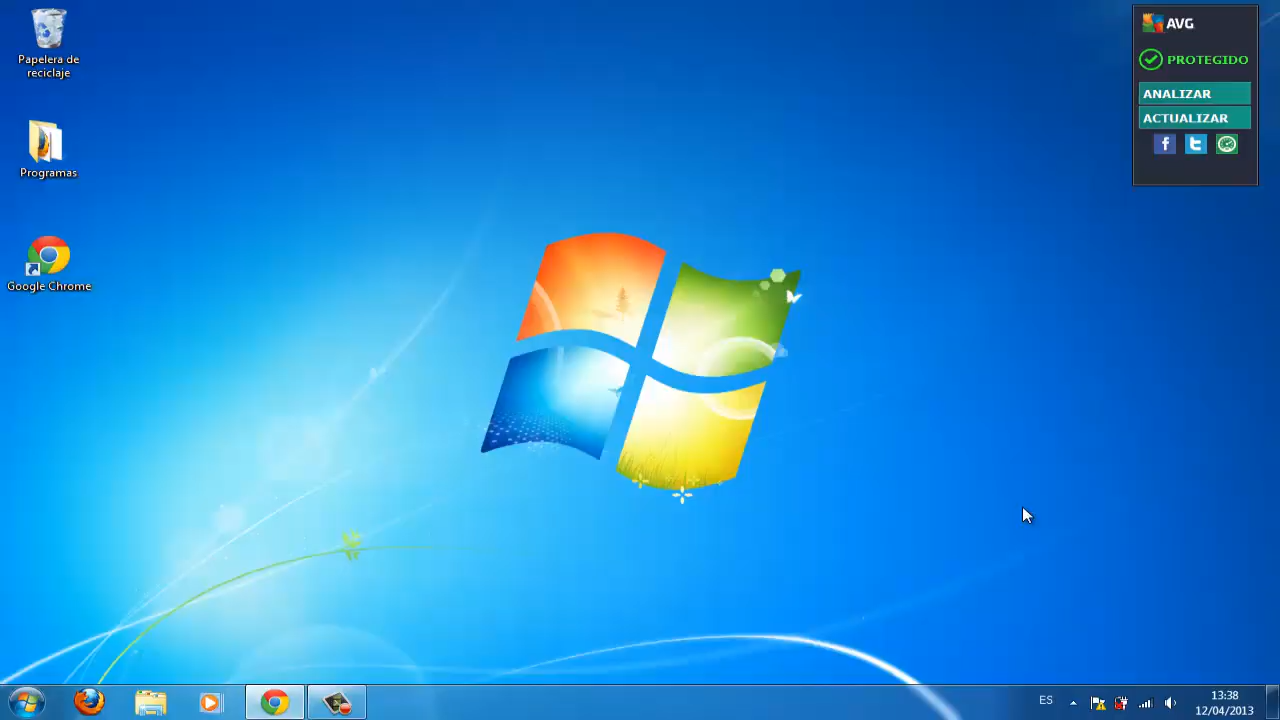 Papelera de
reciclaje
Programas
Google Chrome
AVG
PROTEGIDO
ANALIZAR
ACTUALIZAR
ES
13:38
12/04/2013